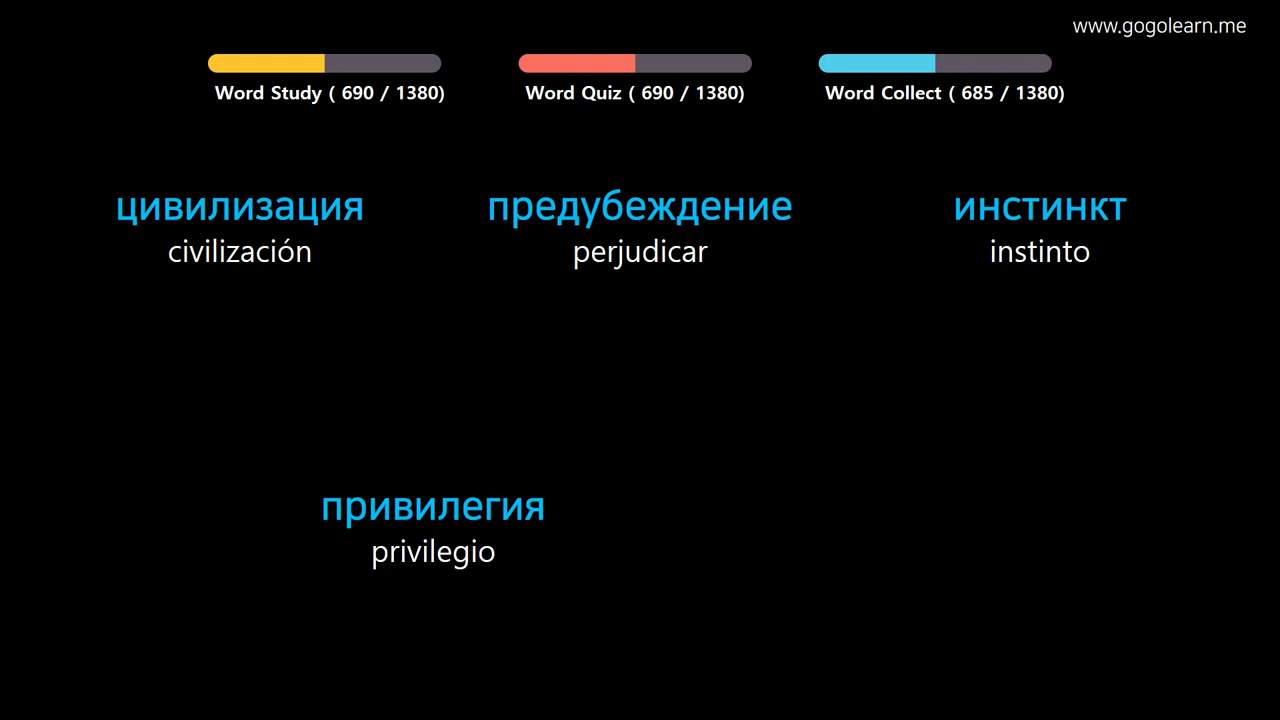 www.gogolearn.me
Word Study ( 690 / 1380)
Word Quiz ( 690 / 1380)
Word Collect ( 685 / 1380)
цивилизация
civilización
предубеждение
perjudicar
инстинкт
instinto
привилегия
privilegio